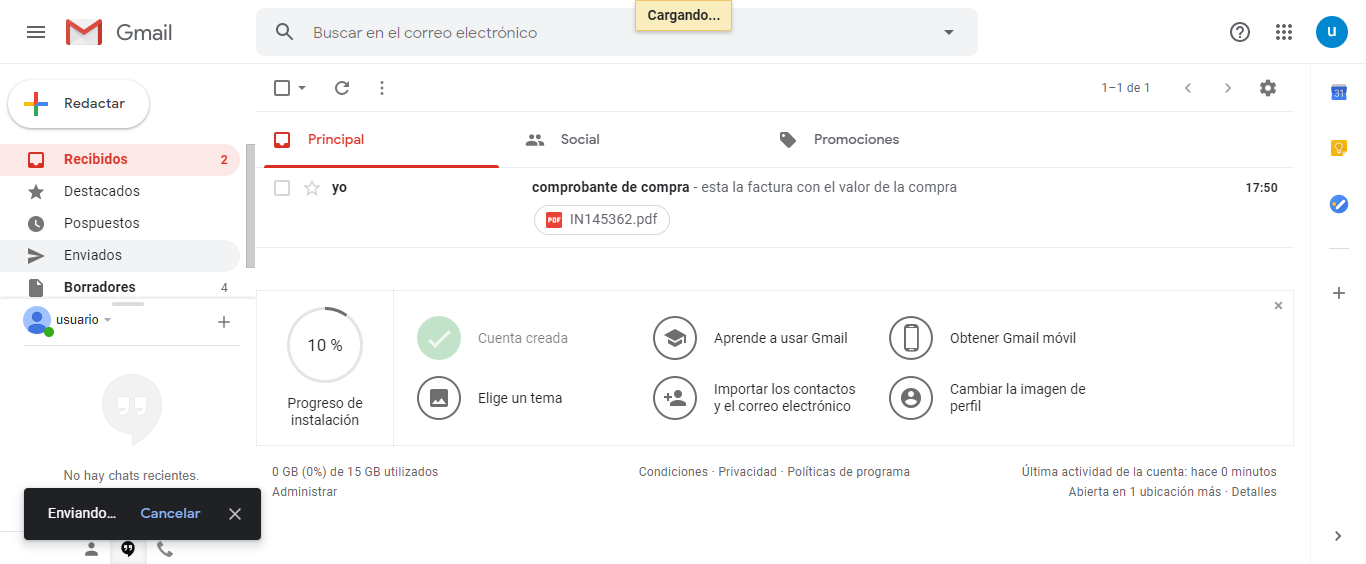 Cargando...
Gmail
Buscar en el correo electrónico
u
Redactar
1–1 de 1
31
Principal
Social
Promociones
Recibidos 2
Destacados
Pospuestos
Enviados
Borradores 4
yo comprobante de compra - esta la factura con el valor de la compra 17:50
PDF IN145362.pdf
usuario
No hay chats recientes.
Enviando... Cancelar
10 %
Progreso de
instalación
Cuenta creada
Aprende a usar Gmail
Obtener Gmail móvil
Elige un tema
Importar los contactos
y el correo electrónico
Cambiar la imagen de
perfil
0 GB (0%) de 15 GB utilizados
Administrar
Condiciones · Privacidad · Políticas de programa
Última actividad de la cuenta: hace 0 minutos
Abierta en 1 ubicación más · Detalles